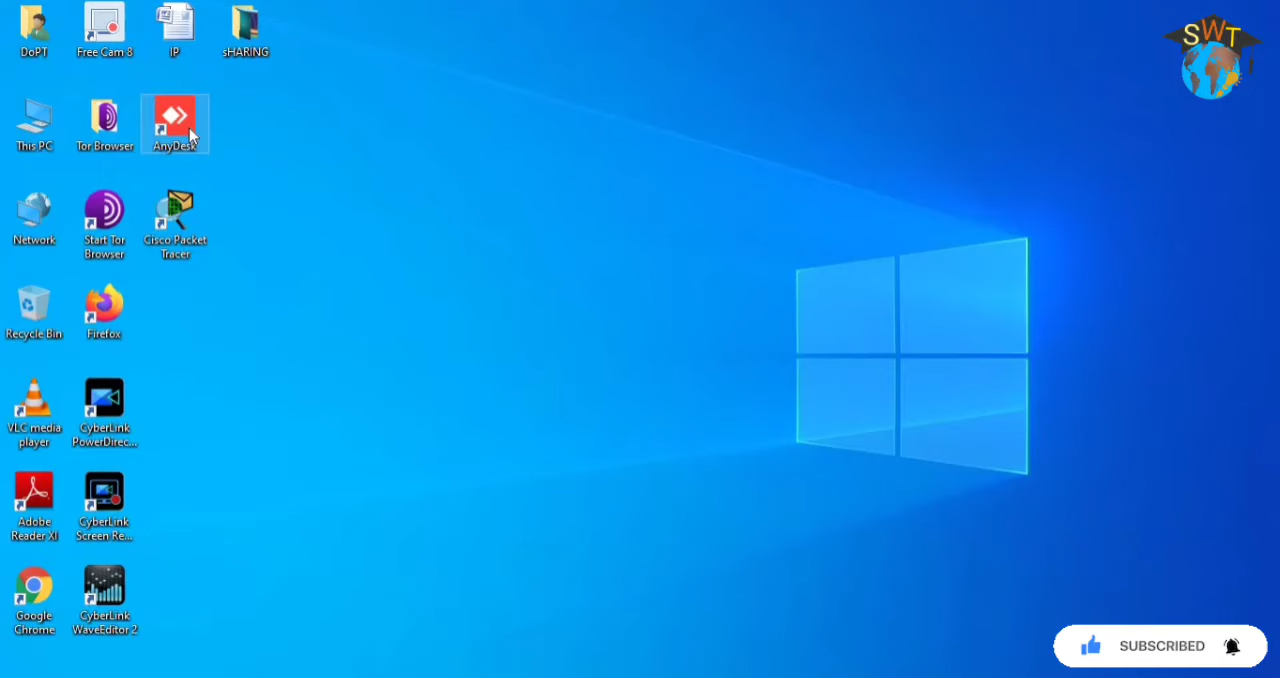 DoPT
Free Cam 8
IP
sHARING
SWT
This PC
Tor Browser
AnyDesk
Network
Start Tor
Browser
Cisco Packet
Tracer
Recycle Bin
Firefox
VLC media
player
CyberLink
PowerDirec...
Adobe
Reader XI
CyberLink
Screen Re...
Google
Chrome
CyberLink
WaveEditor 2
SUBSCRIBED